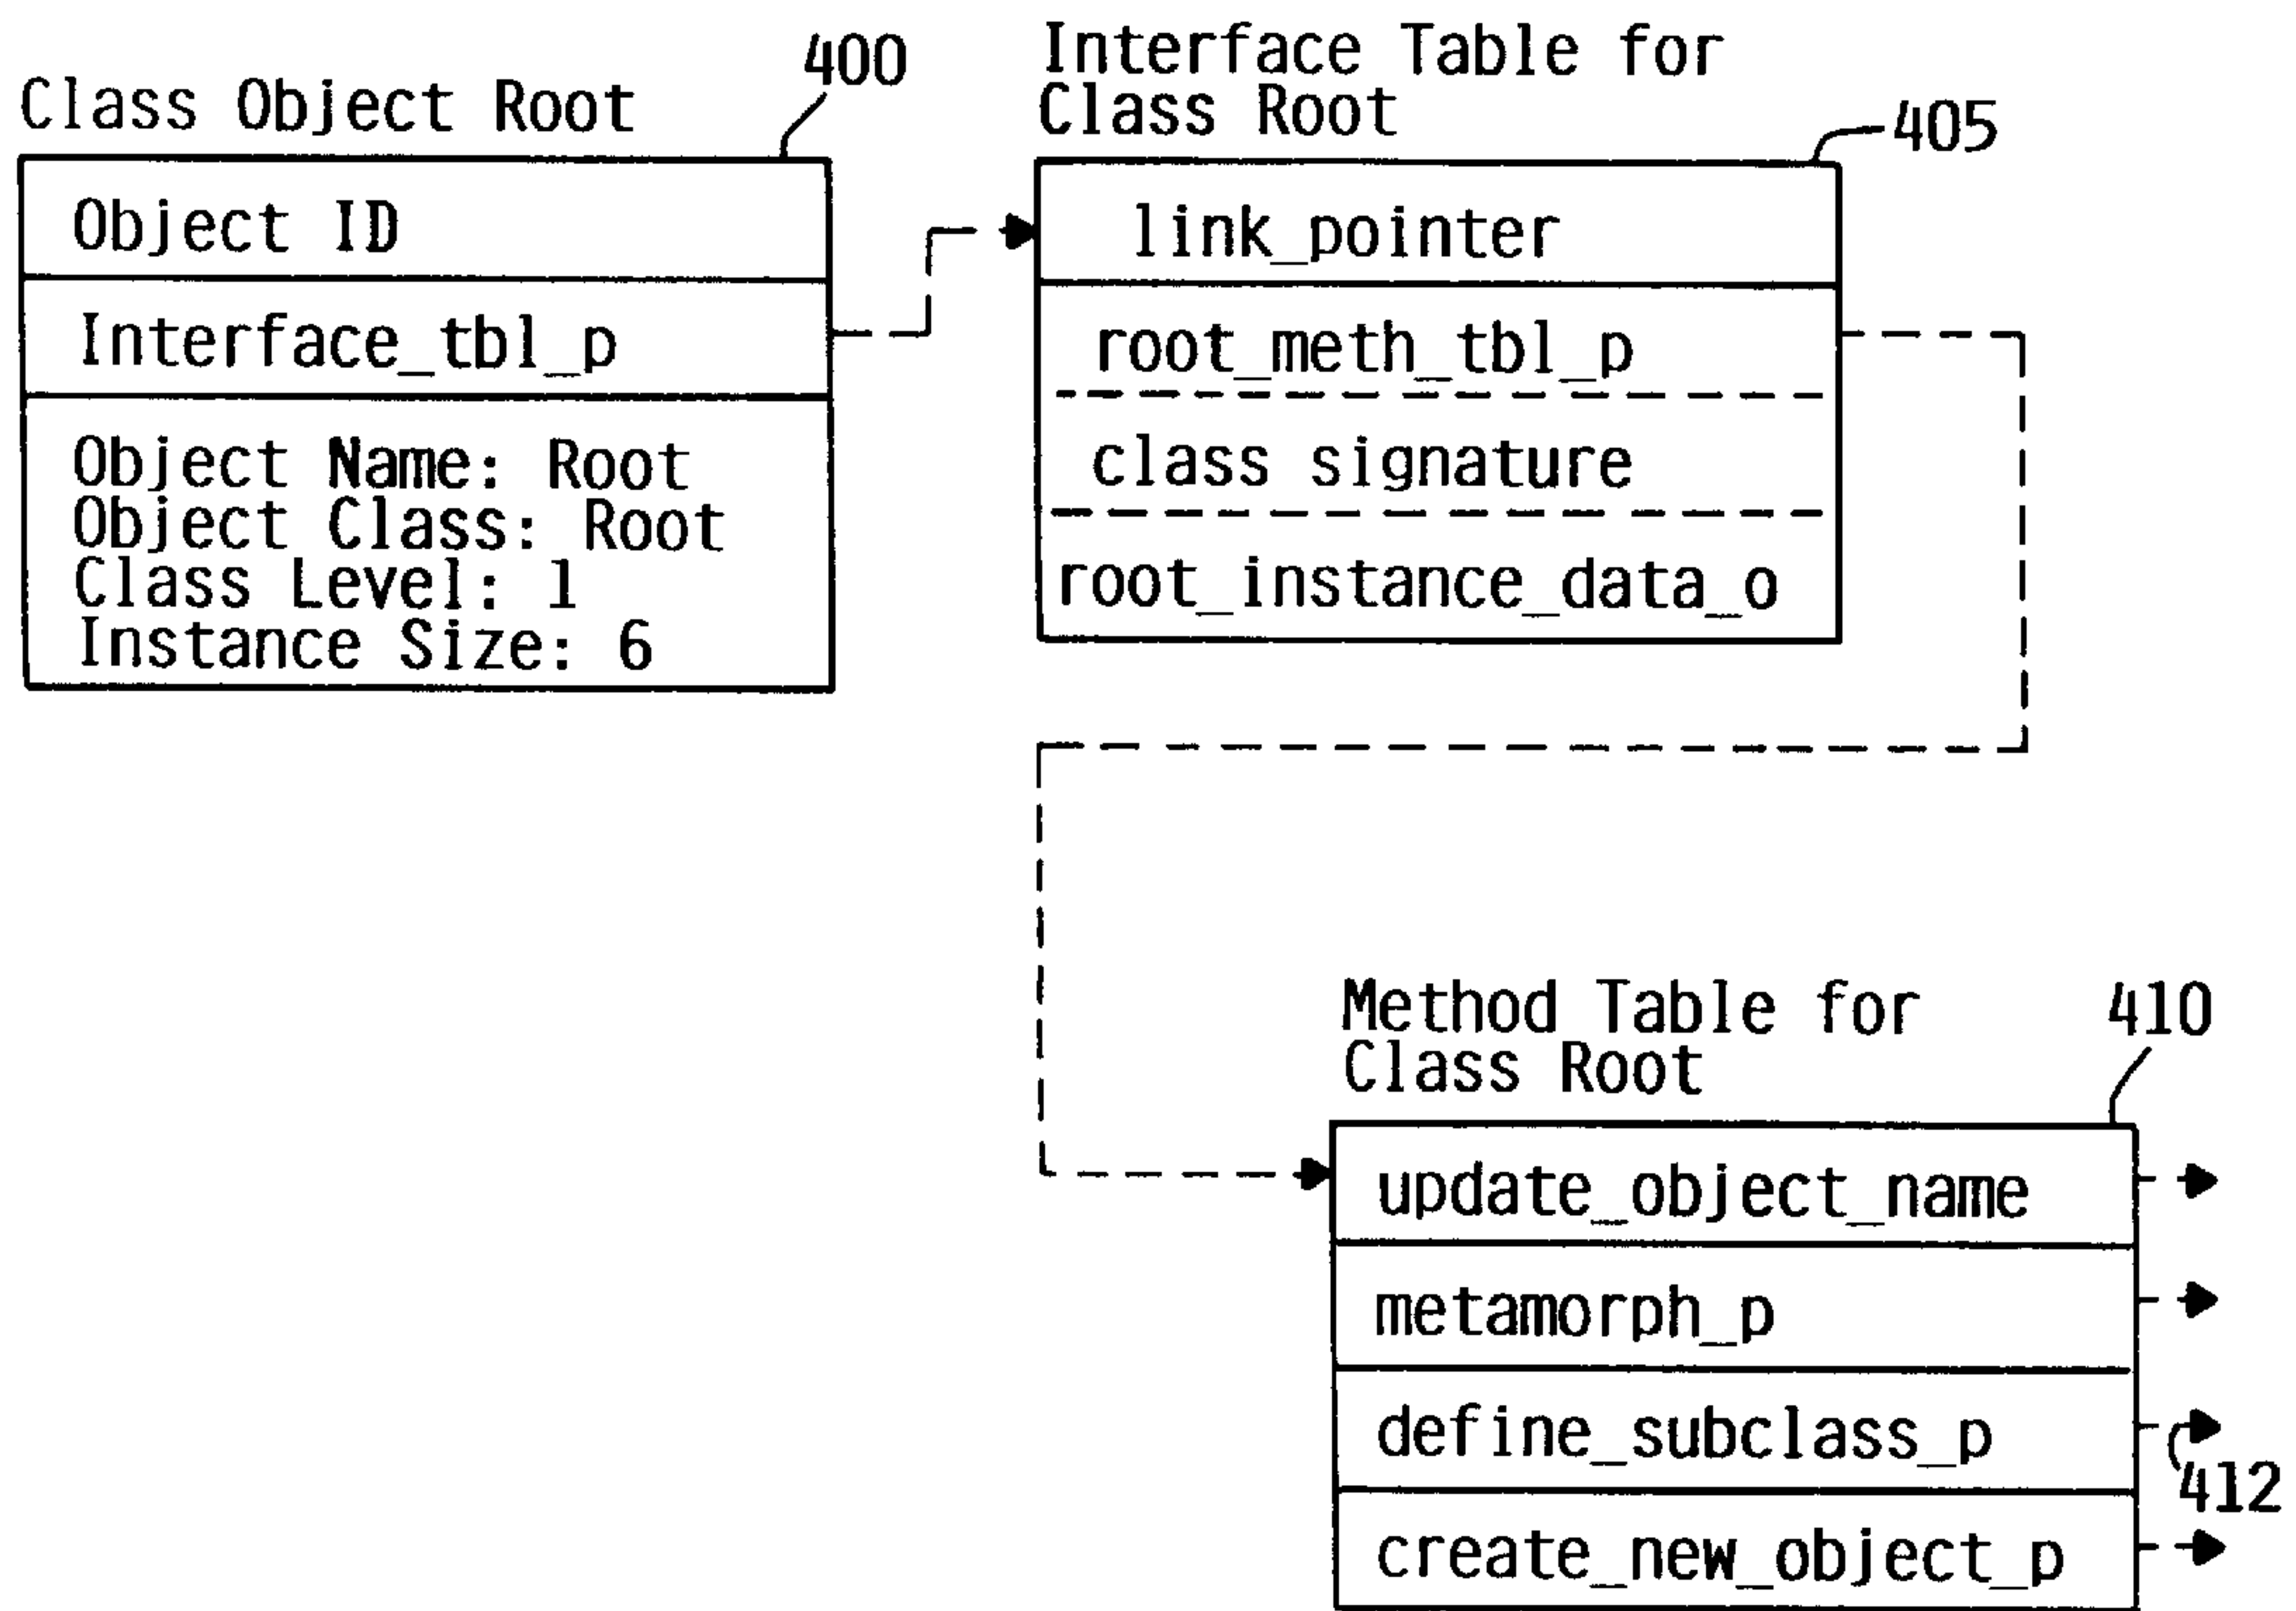 Class Object Root
400
Object ID
Interface_tbl_p
Object Name: Root
Object Class: Root
Class Level: 1
Instance Size: 6
Interface Table for
Class Root
405
link_pointer
root_meth_tbl_p
class signature
root_instance_data_o
Method Table for
Class Root
410
update_object_name
metamorph_p
define_subclass_p
412
create_new_object_p